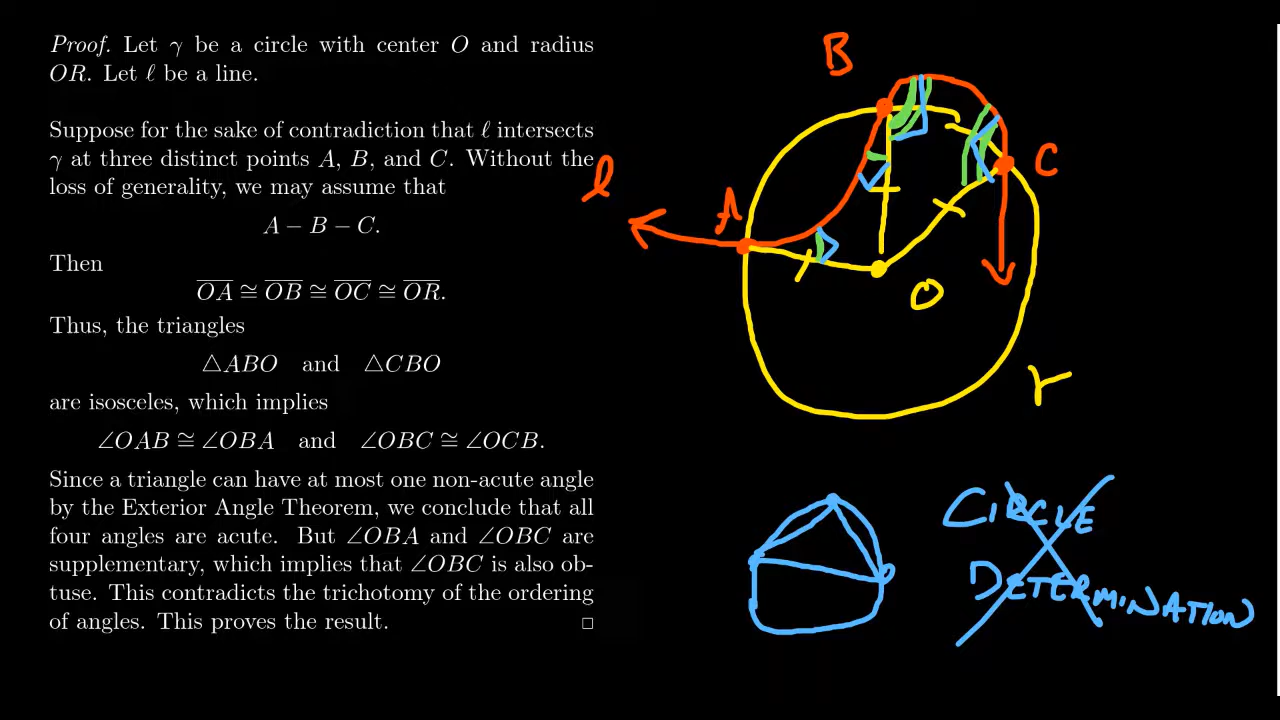 Proof. Let γ be a circle with center O and radius
OR. Let ℓ be a line.
Suppose for the sake of contradiction that ℓ intersects
γ at three distinct points A, B, and C. Without the
loss of generality, we may assume that
A − B − C.
Then
O̅A̅ ≅ O̅B̅ ≅ O̅C̅ ≅ O̅R̅.
Thus, the triangles
△ABO and △CBO
are isosceles, which implies
∠OAB ≅ ∠OBA and ∠OBC ≅ ∠OCB.
Since a triangle can have at most one non-acute angle
by the Exterior Angle Theorem, we conclude that all
four angles are acute. But ∠OBA and ∠OBC are
supplementary, which implies that ∠OBC is also ob-
tuse. This contradicts the trichotomy of the ordering
of angles. This proves the result. □
B
C
ℓ
A
O
r
CIRCLE
DETERMINATION